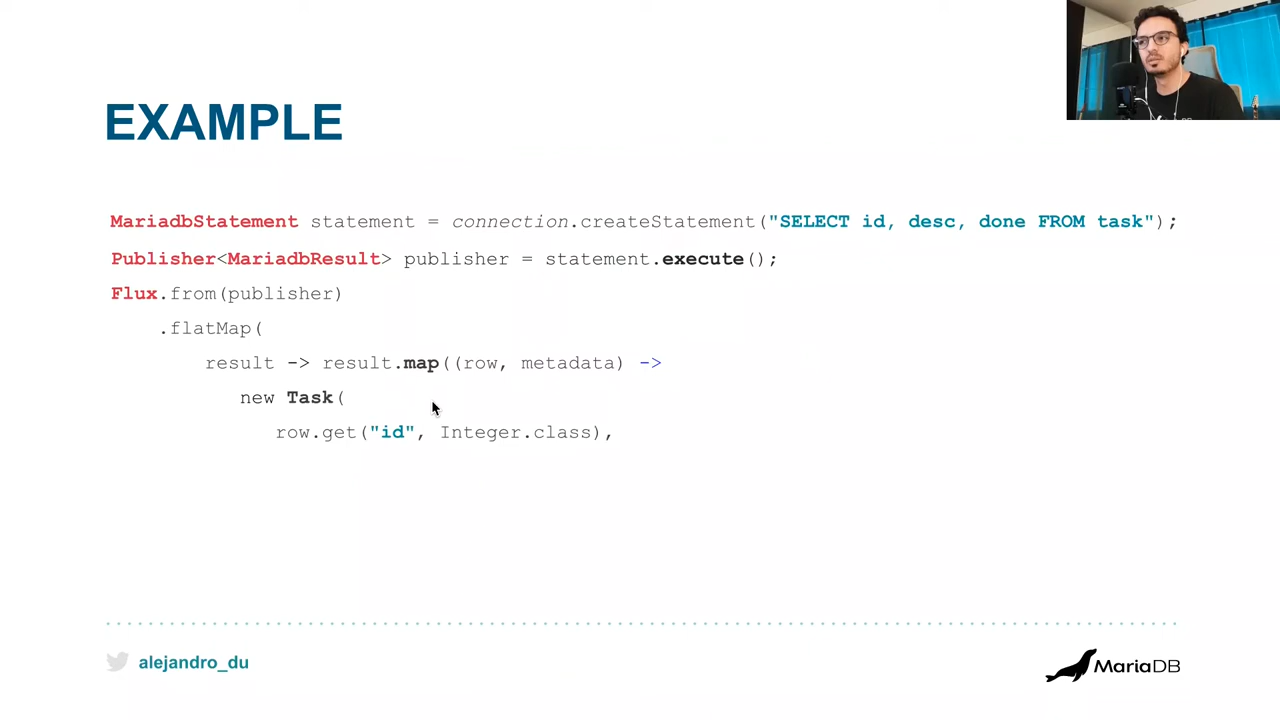 EXAMPLE
MariadbStatement statement = connection.createStatement("SELECT id, desc, done FROM task");
Publisher<MariadbResult> publisher = statement.execute();
Flux.from(publisher)
.flatMap(
result -> result.map((row, metadata) ->
new Task(
row.get("id", Integer.class),
alejandro_du
MariaDB